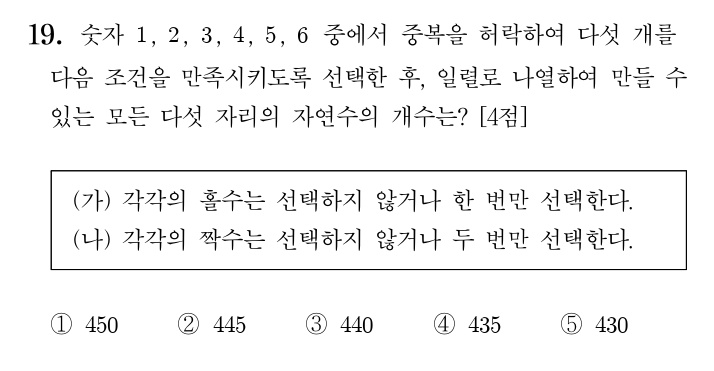 19. 숫자 1, 2, 3, 4, 5, 6 중에서 중복을 허락하여 다섯 개를
다음 조건을 만족시키도록 선택한 후, 일렬로 나열하여 만들 수
있는 모든 다섯 자리의 자연수의 개수는? [4점]
(가) 각각의 홀수는 선택하지 않거나 한 번만 선택한다.
(나) 각각의 짝수는 선택하지 않거나 두 번만 선택한다.
① 450 ② 445 ③ 440 ④ 435 ⑤ 430